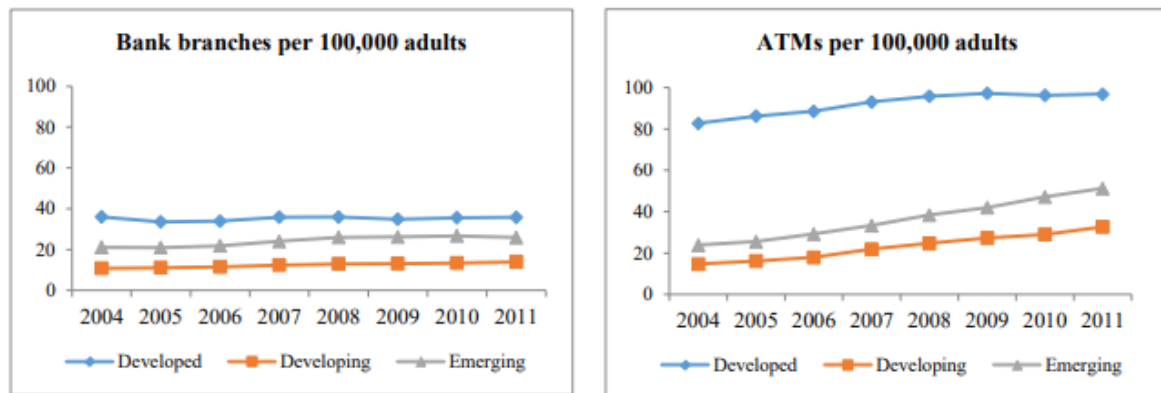 Bank branches per 100,000 adults
100
80
60
40
20
0
2004 2005 2006 2007 2008 2009 2010 2011
Developed Developing Emerging
ATMs per 100,000 adults
100
80
60
40
20
0
2004 2005 2006 2007 2008 2009 2010 2011
Developed Developing Emerging